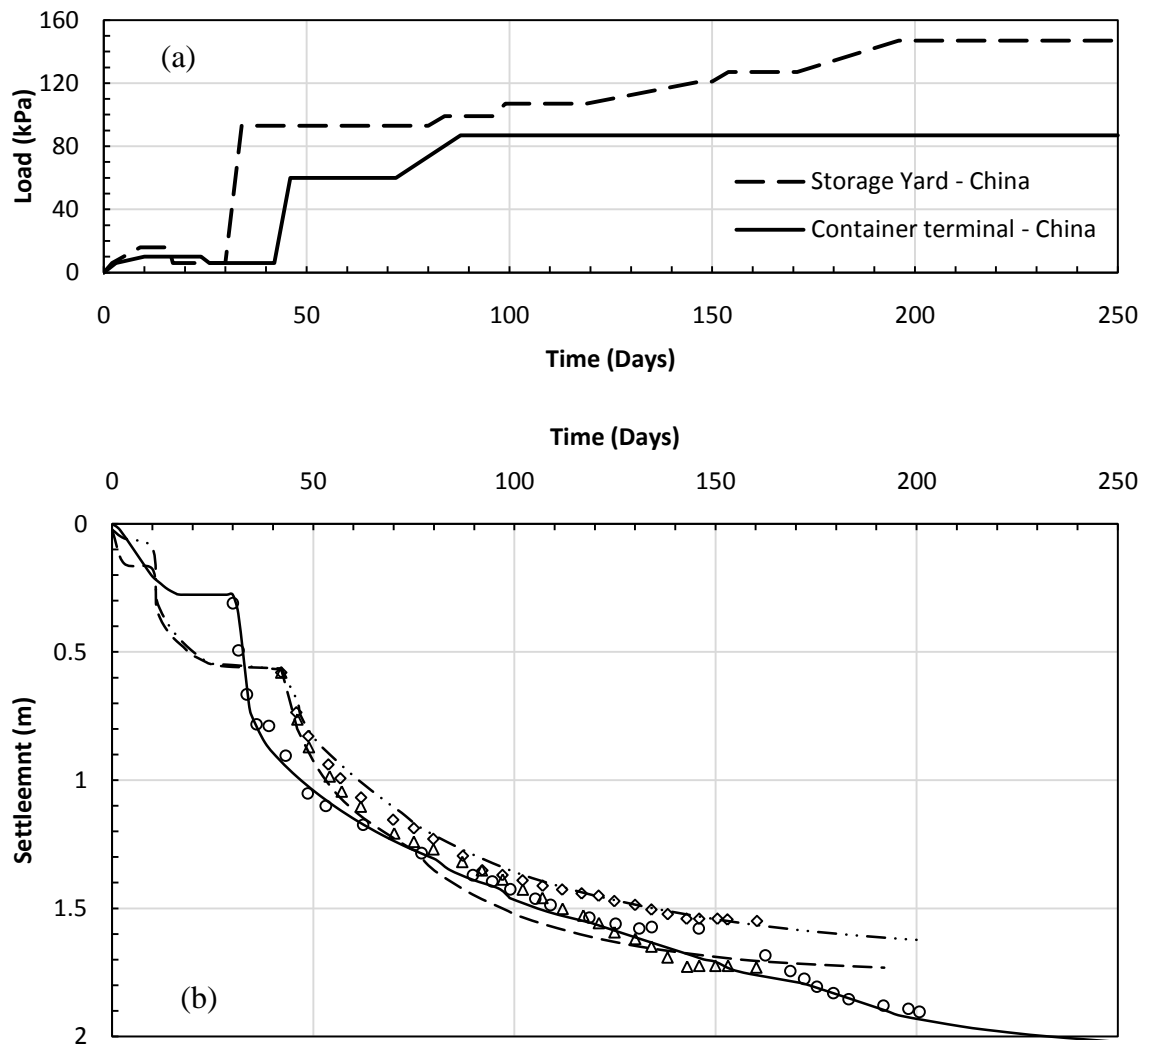 160
(a)
120
Load (kPa)
80
Storage Yard - China
40
Container terminal - China
0
0 50 100 150 200 250
Time (Days)
Time (Days)
0 50 100 150 200 250
0
0.5
Settleemnt (m)
1
1.5
(b)
2